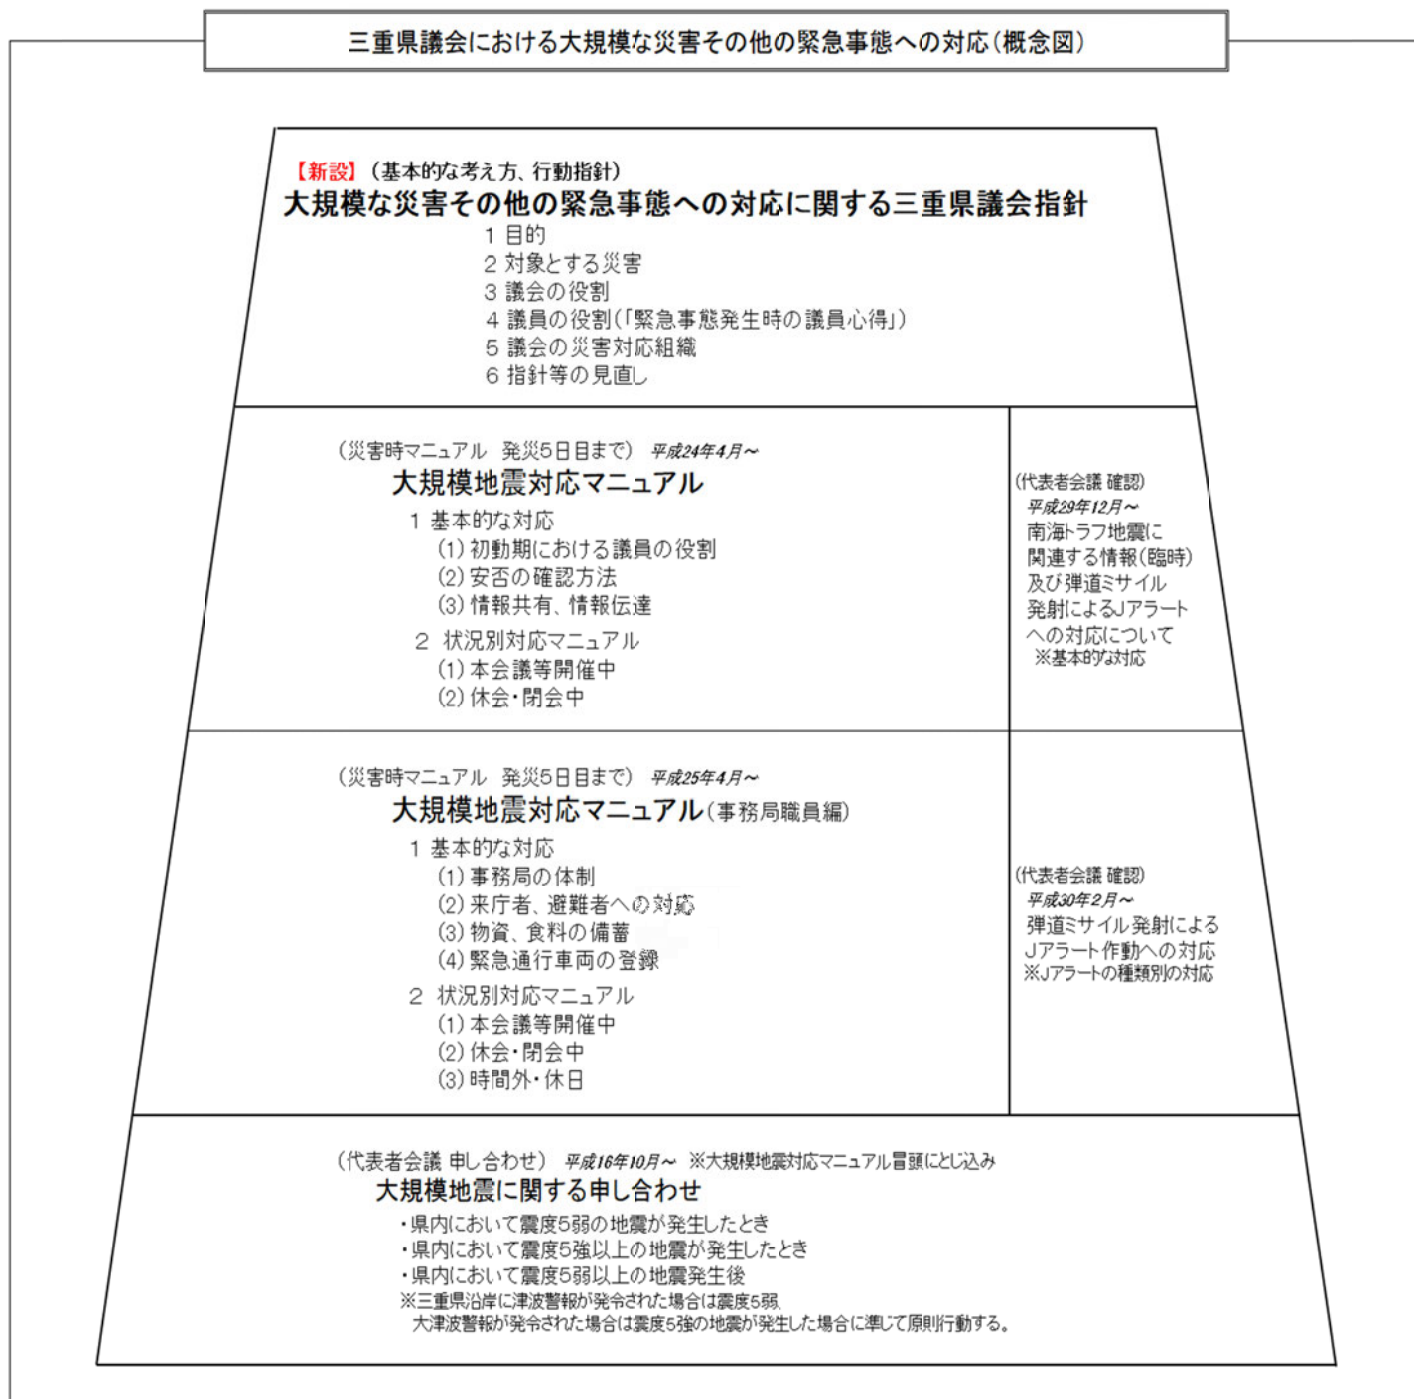 三重県議会における大規模な災害その他の緊急事態への対応(概念図)
【新設】(基本的な考え方、行動指針)
大規模な災害その他の緊急事態への対応に関する三重県議会指針
1 目的
2 対象とする災害
3 議会の役割
4 議員の役割(「緊急事態発生時の議員心得」)
5 議会の災害対応組織
6 指針等の見直し
(災害時マニュアル 発災5日目まで) 平成24年4月~
大規模地震対応マニュアル
1 基本的な対応
(1) 初動期における議員の役割
(2) 安否の確認方法
(3) 情報共有、情報伝達
2 状況別対応マニュアル
(1) 本会議等開催中
(2) 休会・閉会中
(代表者会議 確認)
平成29年12月~
南海トラフ地震に
関連する情報(臨時)
及び弾道ミサイル
発射によるJアラート
への対応について
※基本的な対応
(災害時マニュアル 発災5日目まで) 平成25年4月~
大規模地震対応マニュアル(事務局職員編)
1 基本的な対応
(1) 事務局の体制
(2) 来庁者、避難者への対応
(3) 物資、食料の備蓄
(4) 緊急通行車両の登録
2 状況別対応マニュアル
(1) 本会議等開催中
(2) 休会・閉会中
(3) 時間外・休日
(代表者会議 確認)
平成30年2月~
弾道ミサイル発射による
Jアラート作動への対応
※Jアラートの種類別の対応
(代表者会議 申し合わせ) 平成16年10月~ ※大規模地震対応マニュアル冒頭にとじ込み
大規模地震に関する申し合わせ
・県内において震度5弱の地震が発生したとき
・県内において震度5強以上の地震が発生したとき
・県内において震度5弱以上の地震発生後
※三重県沿岸に津波警報が発令された場合は震度5弱、
大津波警報が発令された場合は震度5強の地震が発生した場合に準じて原則行動する。